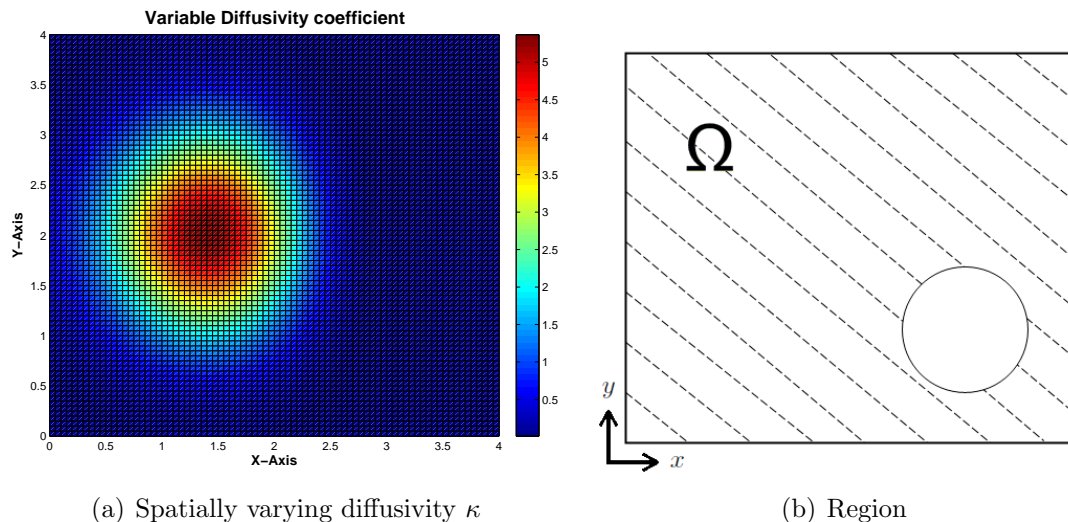 Variable Diffusivity coefficient
4
3.5
3
2.5
2
1.5
1
0.5
0
Y-Axis
0 0.5 1 1.5 2 2.5 3 3.5 4
X-Axis
5
4.5
4
3.5
3
2.5
2
1.5
1
0.5
Ω
y
x
(a) Spatially varying diffusivity κ
(b) Region